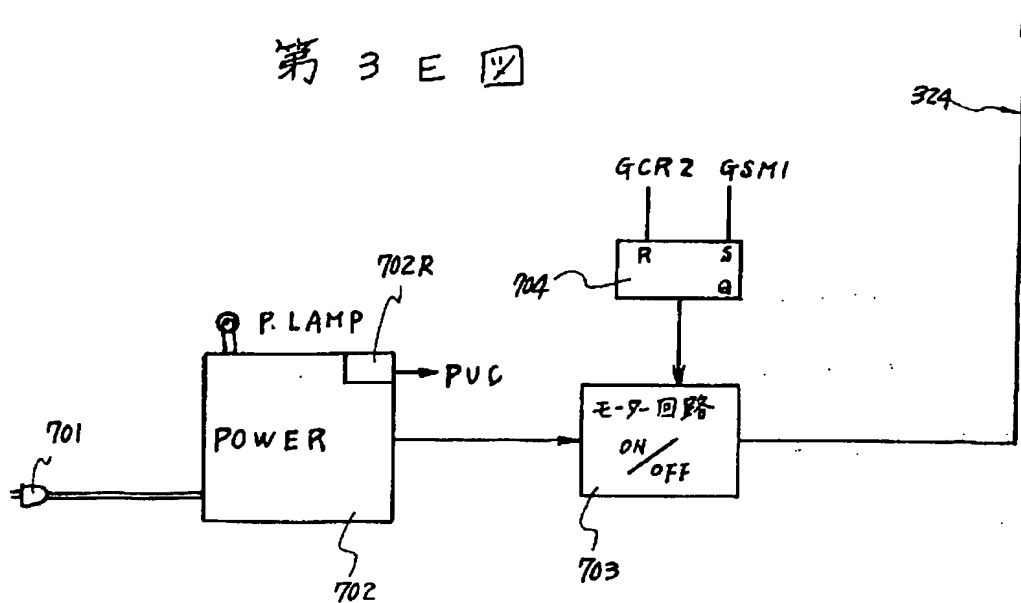 第 3 E 図
324
GCR2 GSM1
R S
Q
704
702R
P. LAMP
PUC
POWER
モーター回路
ON/OFF
701
702
703